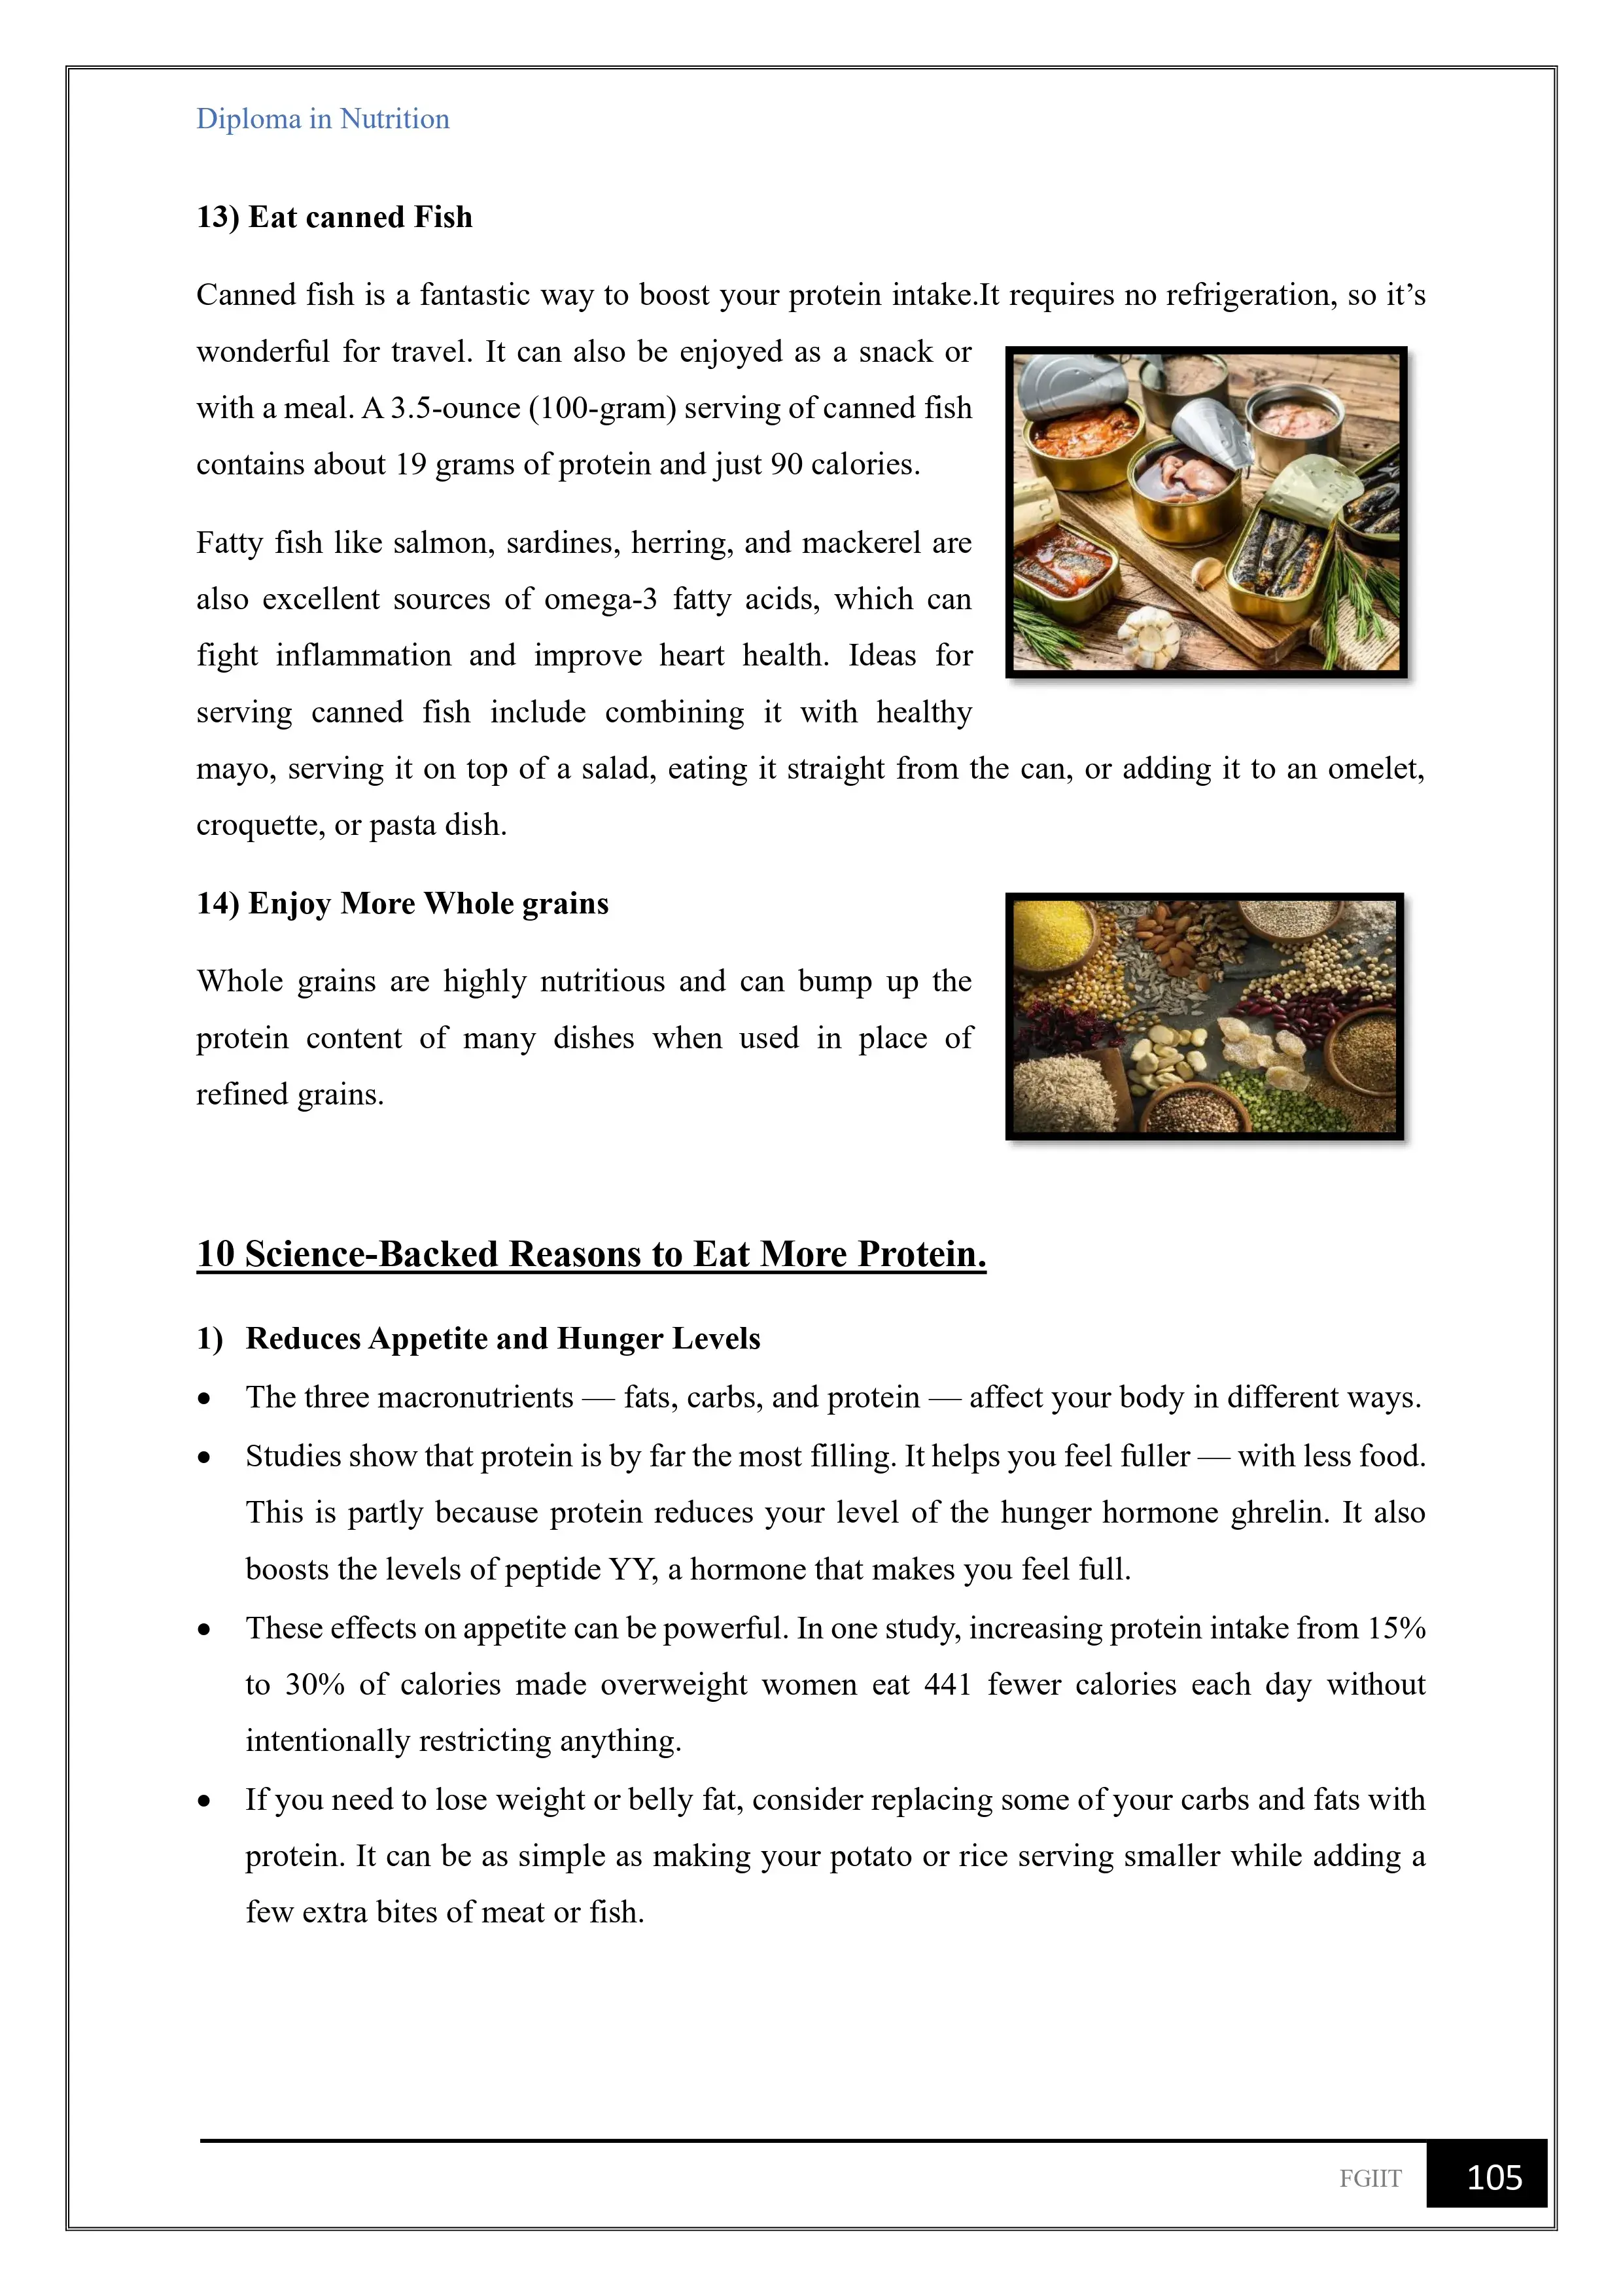 Diploma in Nutrition
13) Eat canned Fish
Canned fish is a fantastic way to boost your protein intake.It requires no refrigeration, so it’s
wonderful for travel. It can also be enjoyed as a snack or
with a meal. A 3.5-ounce (100-gram) serving of canned fish
contains about 19 grams of protein and just 90 calories.
Fatty fish like salmon, sardines, herring, and mackerel are
also excellent sources of omega-3 fatty acids, which can
fight inflammation and improve heart health. Ideas for
serving canned fish include combining it with healthy
mayo, serving it on top of a salad, eating it straight from the can, or adding it to an omelet,
croquette, or pasta dish.
14) Enjoy More Whole grains
Whole grains are highly nutritious and can bump up the
protein content of many dishes when used in place of
refined grains.
10 Science-Backed Reasons to Eat More Protein.
1) Reduces Appetite and Hunger Levels
• The three macronutrients — fats, carbs, and protein — affect your body in different ways.
• Studies show that protein is by far the most filling. It helps you feel fuller — with less food.
This is partly because protein reduces your level of the hunger hormone ghrelin. It also
boosts the levels of peptide YY, a hormone that makes you feel full.
• These effects on appetite can be powerful. In one study, increasing protein intake from 15%
to 30% of calories made overweight women eat 441 fewer calories each day without
intentionally restricting anything.
• If you need to lose weight or belly fat, consider replacing some of your carbs and fats with
protein. It can be as simple as making your potato or rice serving smaller while adding a
few extra bites of meat or fish.
FGIIT 105